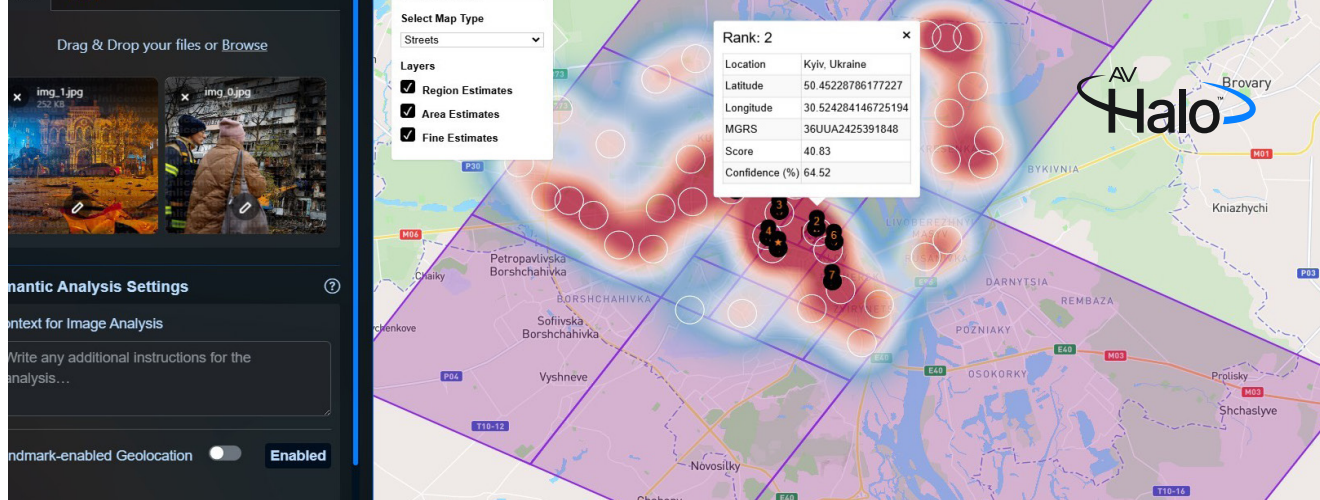 Drag & Drop your files or Browse
img_1.jpg
252 KB
img_0.jpg
mantic Analysis Settings
?
ontext for Image Analysis
Write any additional instructions for the
analysis...
ndmark-enabled Geolocation
Enabled
Select Map Type
Streets
Layers
Region Estimates
Area Estimates
Fine Estimates
Rank: 2
×
Location Kyiv, Ukraine
Latitude 50.45228786177227
Longitude 30.524284146725194
MGRS 36UUA2425391848
Score 40.83
Confidence (%) 64.52
AV
Halo™
Brovary
M01
BYKIVNIA
Kniazhychi
P30
M06
Chaiky
Petropavlivska
Borshchahivka
BORSHCHAHIVKA
Sofiivska
Borshchahivka
Vyshneve
P04
T10-12
Novosilky
E40
3
2
4
6
7
DARNYTSIA
REMBAZA
POZNIAKY
OSOKORKY
E40
E40
E40
M03
P03
Prolisky
M03
Shchaslyve
T10-16